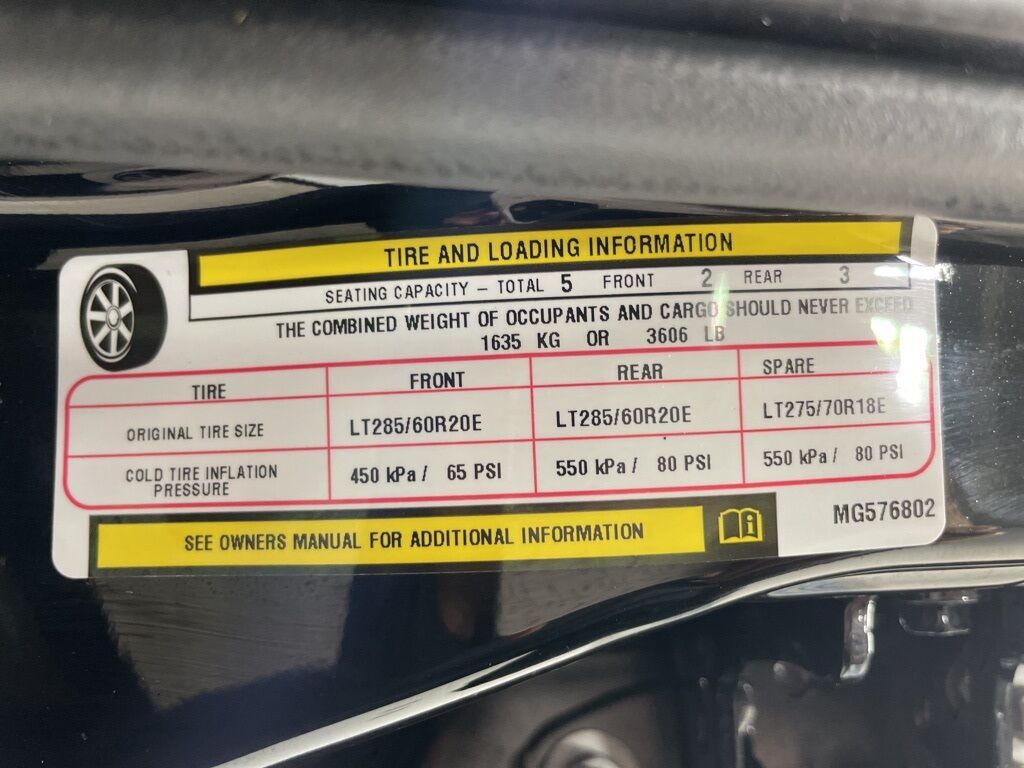 TIRE AND LOADING INFORMATION
SEATING CAPACITY – TOTAL 5 FRONT 2 REAR 3
THE COMBINED WEIGHT OF OCCUPANTS AND CARGO SHOULD NEVER EXCEED
1635 KG OR 3606 LB
TIRE FRONT REAR SPARE
ORIGINAL TIRE SIZE LT285/60R20E LT285/60R20E LT275/70R18E
COLD TIRE INFLATION PRESSURE 450 kPa / 65 PSI 550 kPa / 80 PSI 550 kPa / 80 PSI
SEE OWNERS MANUAL FOR ADDITIONAL INFORMATION
MG576802